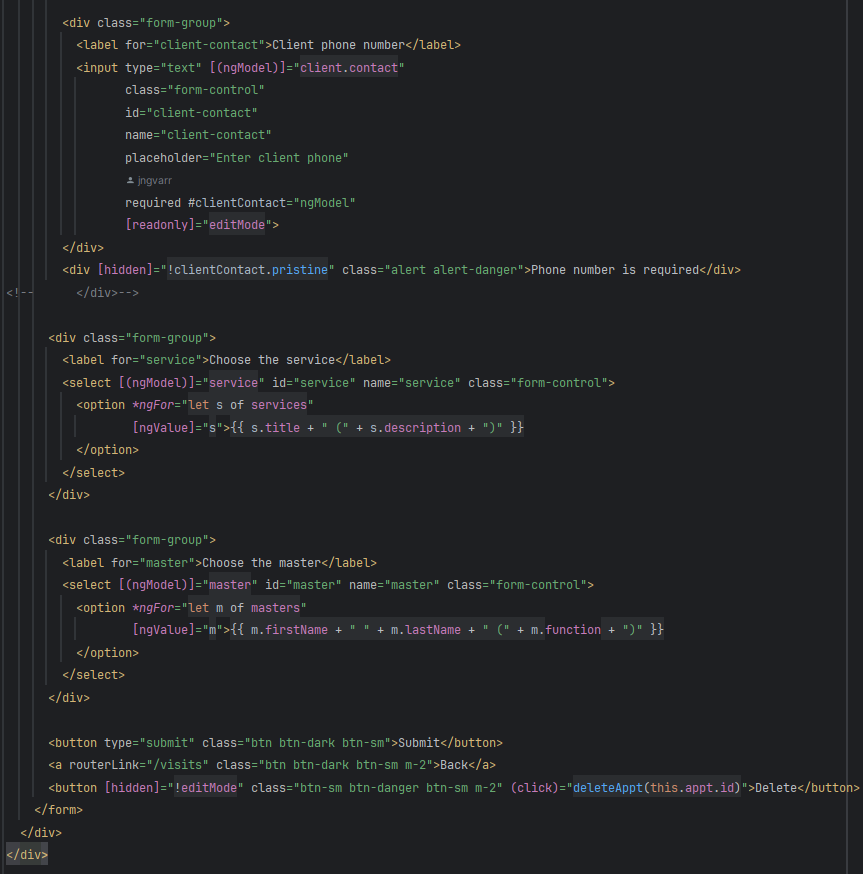 <div class="form-group">
<label for="client-contact">Client phone number</label>
<input type="text" [(ngModel)]="client.contact"
class="form-control"
id="client-contact"
name="client-contact"
placeholder="Enter client phone"
jngvarr
required #clientContact="ngModel"
[readonly]="editMode">
</div>
<div [hidden]="!clientContact.pristine" class="alert alert-danger">Phone number is required</div>
<!-- </div>-->
<div class="form-group">
<label for="service">Choose the service</label>
<select [(ngModel)]="service" id="service" name="service" class="form-control">
<option *ngFor="let s of services"
[ngValue]="s">{{ s.title + " (" + s.description + ")" }}
</option>
</select>
</div>
<div class="form-group">
<label for="master">Choose the master</label>
<select [(ngModel)]="master" id="master" name="master" class="form-control">
<option *ngFor="let m of masters"
[ngValue]="m">{{ m.firstName + " " + m.lastName + " (" + m.function + ")" }}
</option>
</select>
</div>
<button type="submit" class="btn btn-dark btn-sm">Submit</button>
<a routerLink="/visits" class="btn btn-dark btn-sm m-2">Back</a>
<button [hidden]="!editMode" class="btn-sm btn-danger btn-sm m-2" (click)="deleteAppt(this.appt.id)">Delete</button>
</form>
</div>
</div>